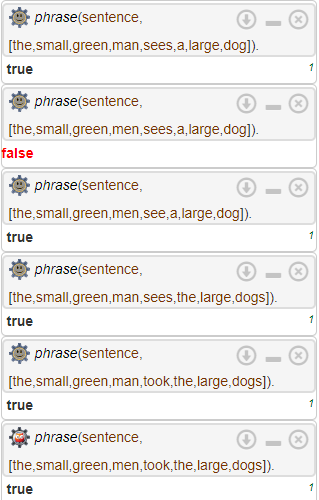 phrase(sentence,
[the,small,green,man,sees,a,large,dog]).
true 1
phrase(sentence,
[the,small,green,men,sees,a,large,dog]).
false
phrase(sentence,
[the,small,green,men,see,a,large,dog]).
true 1
phrase(sentence,
[the,small,green,man,sees,the,large,dogs]).
true 1
phrase(sentence,
[the,small,green,man,took,the,large,dogs]).
true 1
phrase(sentence,
[the,small,green,men,took,the,large,dogs]).
true 1